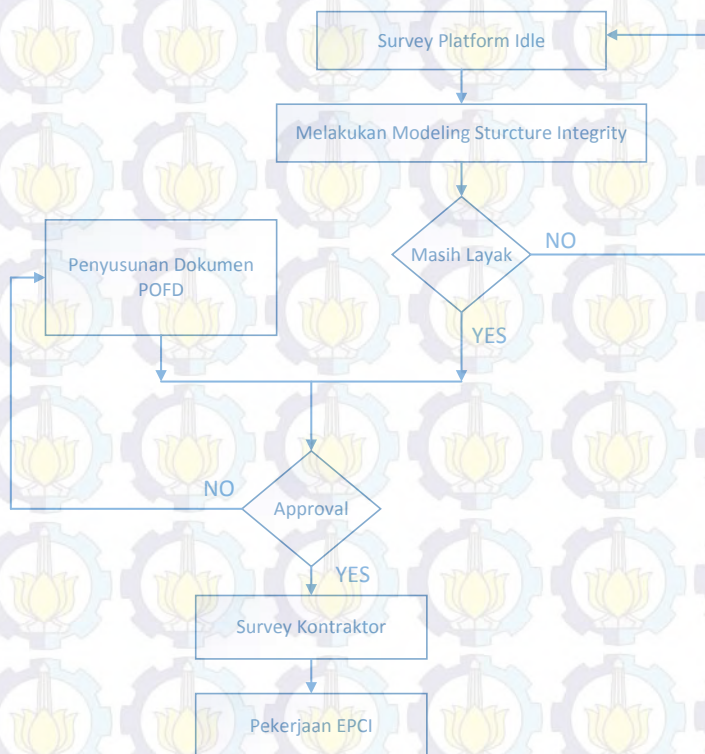 Survey Platform Idle
Melakukan Modeling Sturcture Integrity
Masih Layak
NO
Penyusunan Dokumen
POFD
YES
NO
Approval
YES
Survey Kontraktor
Pekerjaan EPCI